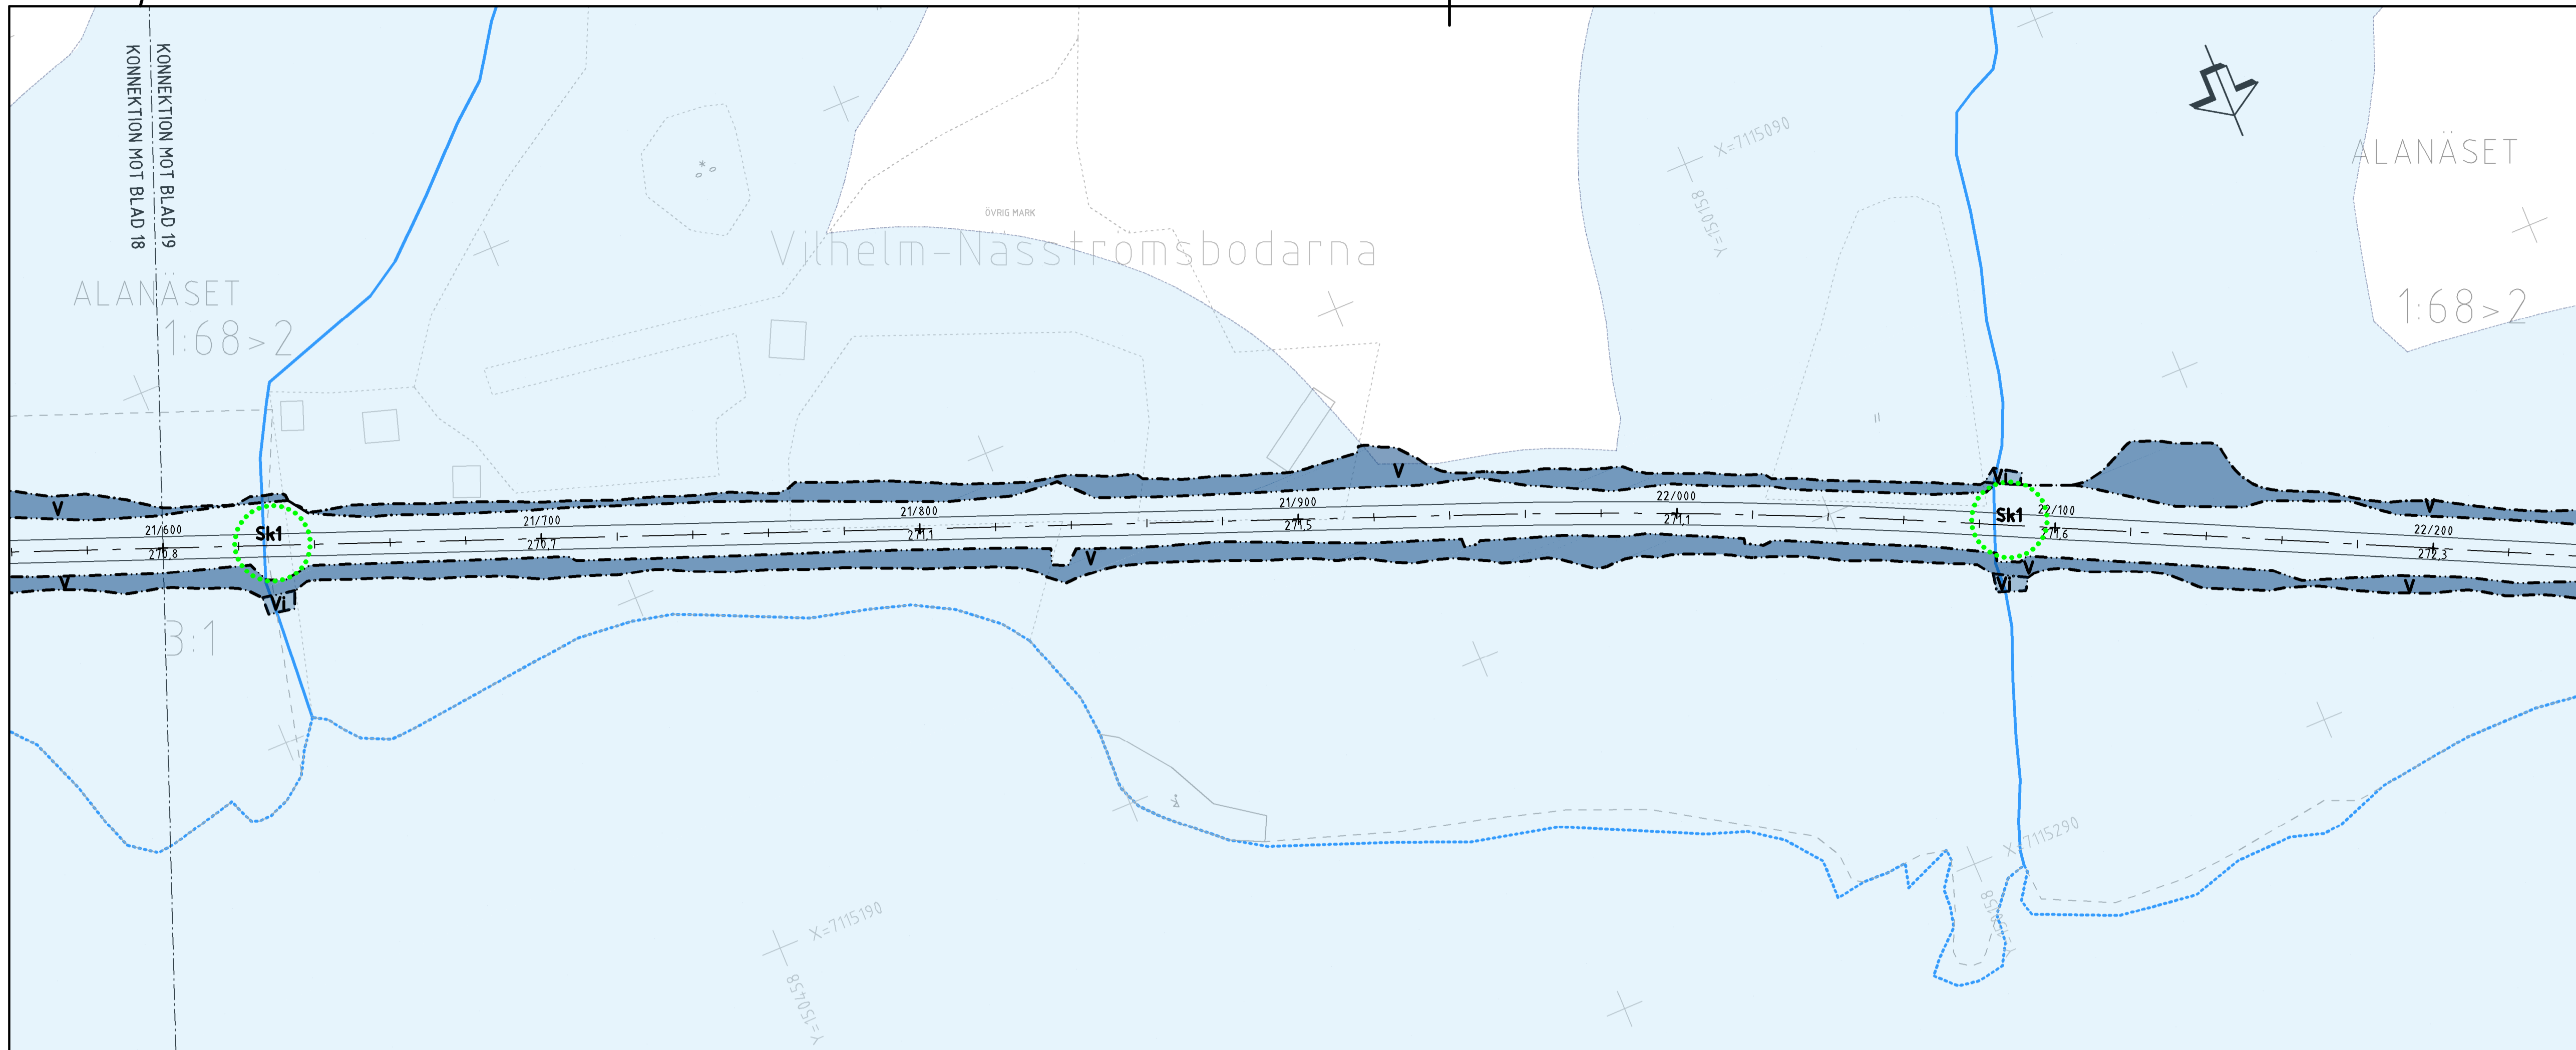 KONNEKTION MOT BLAD 19
KONNEKTION MOT BLAD 18
X=7115090
Y=150158
ALANÄSET
1:68>2
ÖVRIG MARK
Vilhelm-Näsströmsbodarna
ALANÄSET
1:68>2
V
V
Vi
V
21/600
270.8
Sk1
21/700
270.7
21/800
271.1
21/900
271.5
22/000
271.1
Sk1
22/100
271.6
22/200
272.3
V
Vi
V
V
Vi
V
3:1
X=7115190
Y=150458
X=7115290